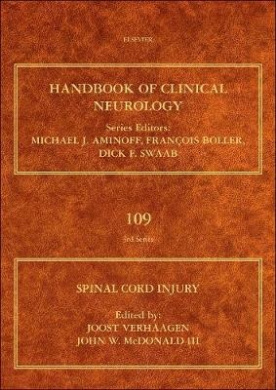 ELSEVIER
HANDBOOK OF CLINICAL
NEUROLOGY
Series Editors
MICHAEL J. AMINOFF, FRANÇOIS BOLLER,
DICK F. SWAAB
109
3rd Series
SPINAL CORD INJURY
Edited by:
JOOST VERHAAGEN
JOHN W. McDONALD III